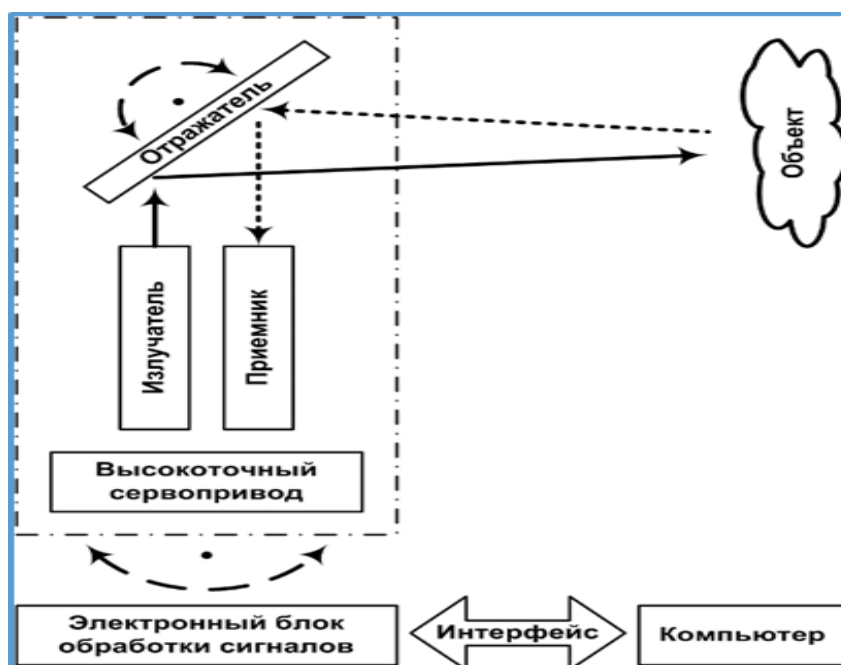 Отражатель
Объект
Излучатель
Приемник
Высокоточный
сервопривод
Электронный блок
обработки сигналов
Интерфейс
Компьютер